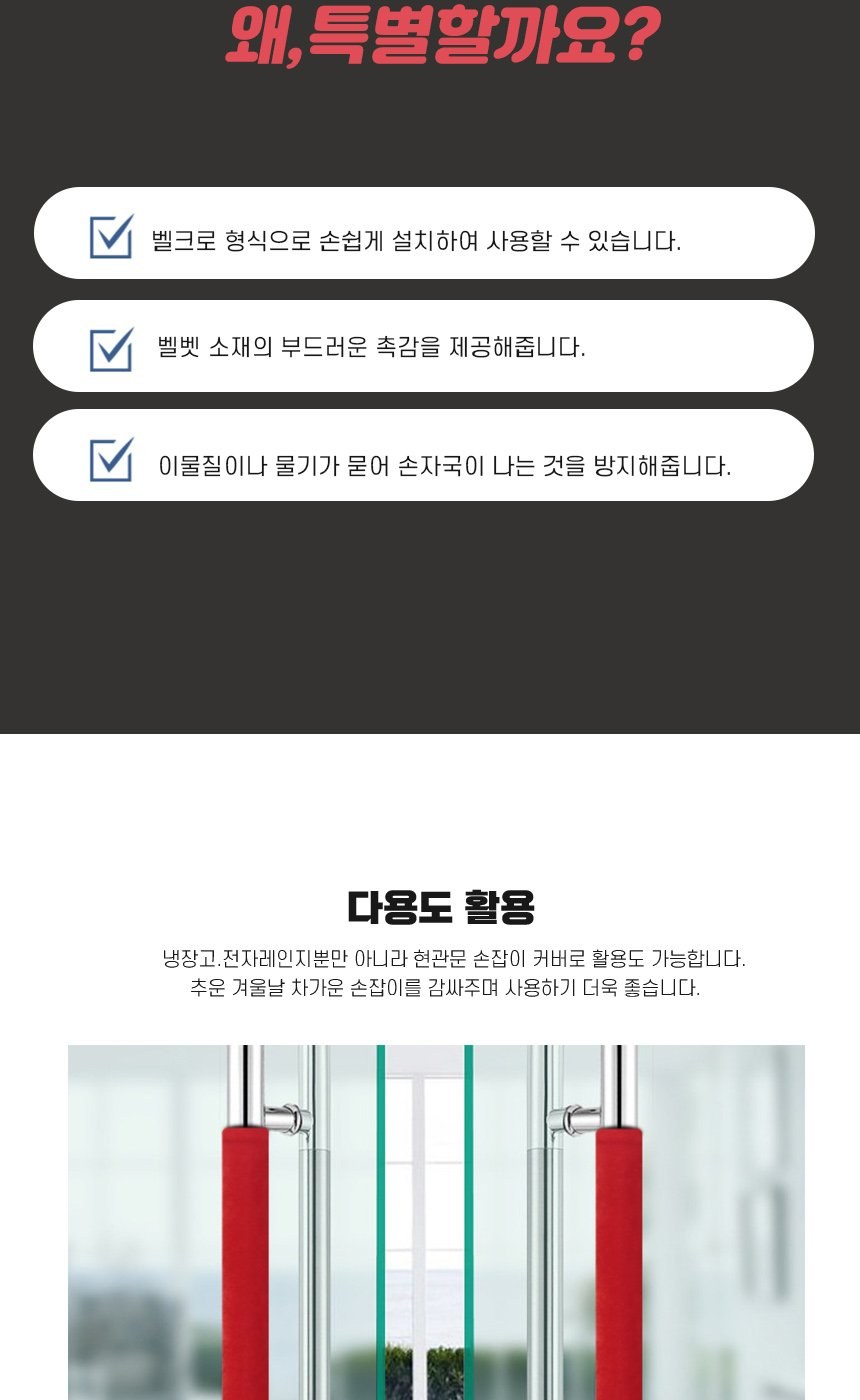 왜,특별할까요?
벨크로 형식으로 손쉽게 설치하여 사용할 수 있습니다.
벨벳 소재의 부드러운 촉감을 제공해줍니다.
이물질이나 물기가 묻어 손자국이 나는 것을 방지해줍니다.
다용도 활용
냉장고.전자레인지뿐만 아니라 현관문 손잡이 커버로 활용도 가능합니다.
추운 겨울날 차가운 손잡이를 감싸주며 사용하기 더욱 좋습니다.